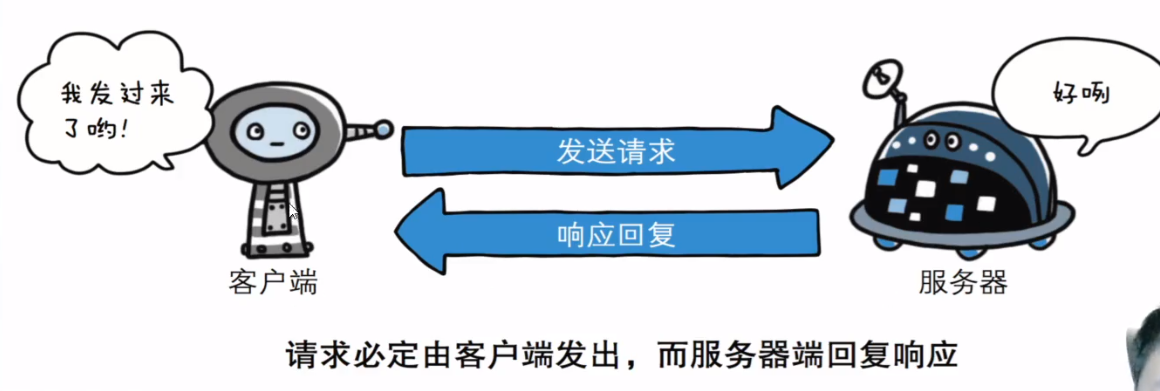 我发过来
了哟!
好咧
发送请求
响应回复
客户端
服务器
请求必定由客户端发出，而服务器端回复响应